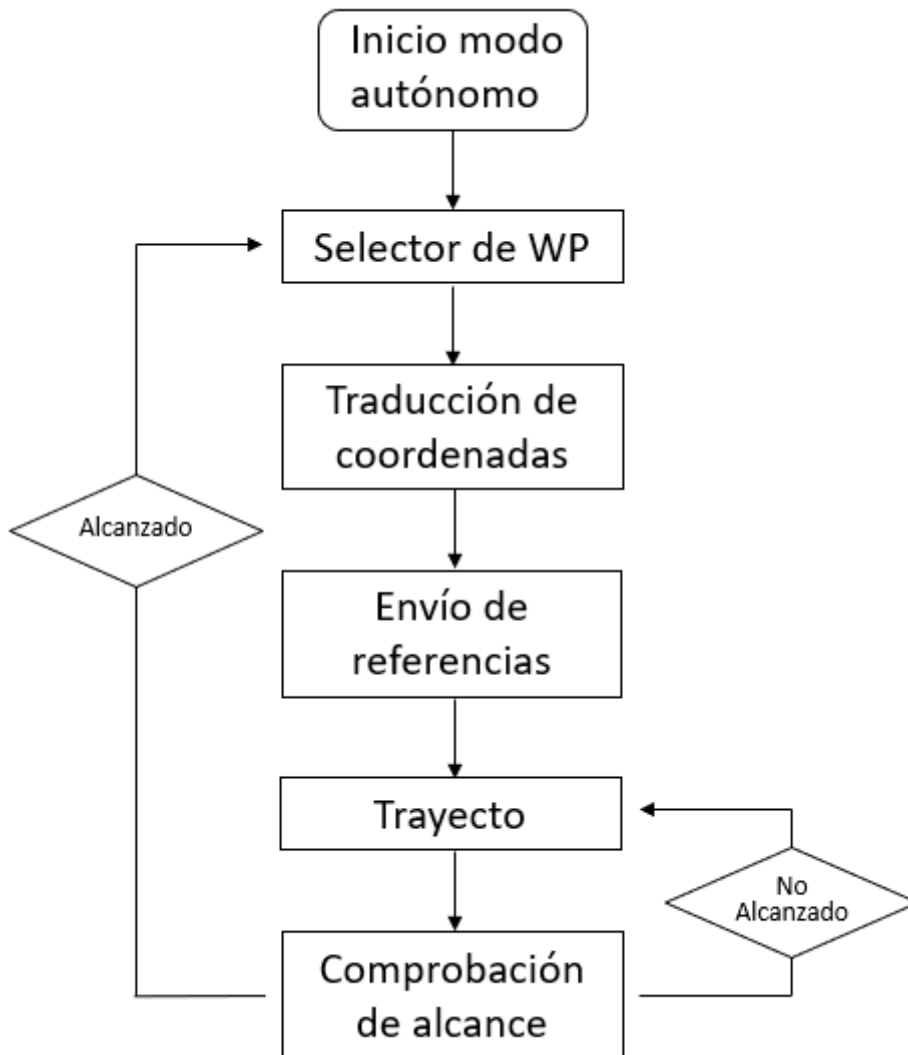 Inicio modo
autónomo
Selector de WP
Traducción de
coordenadas
Alcanzado
Envío de
referencias
Trayecto
No
Alcanzado
Comprobación
de alcance